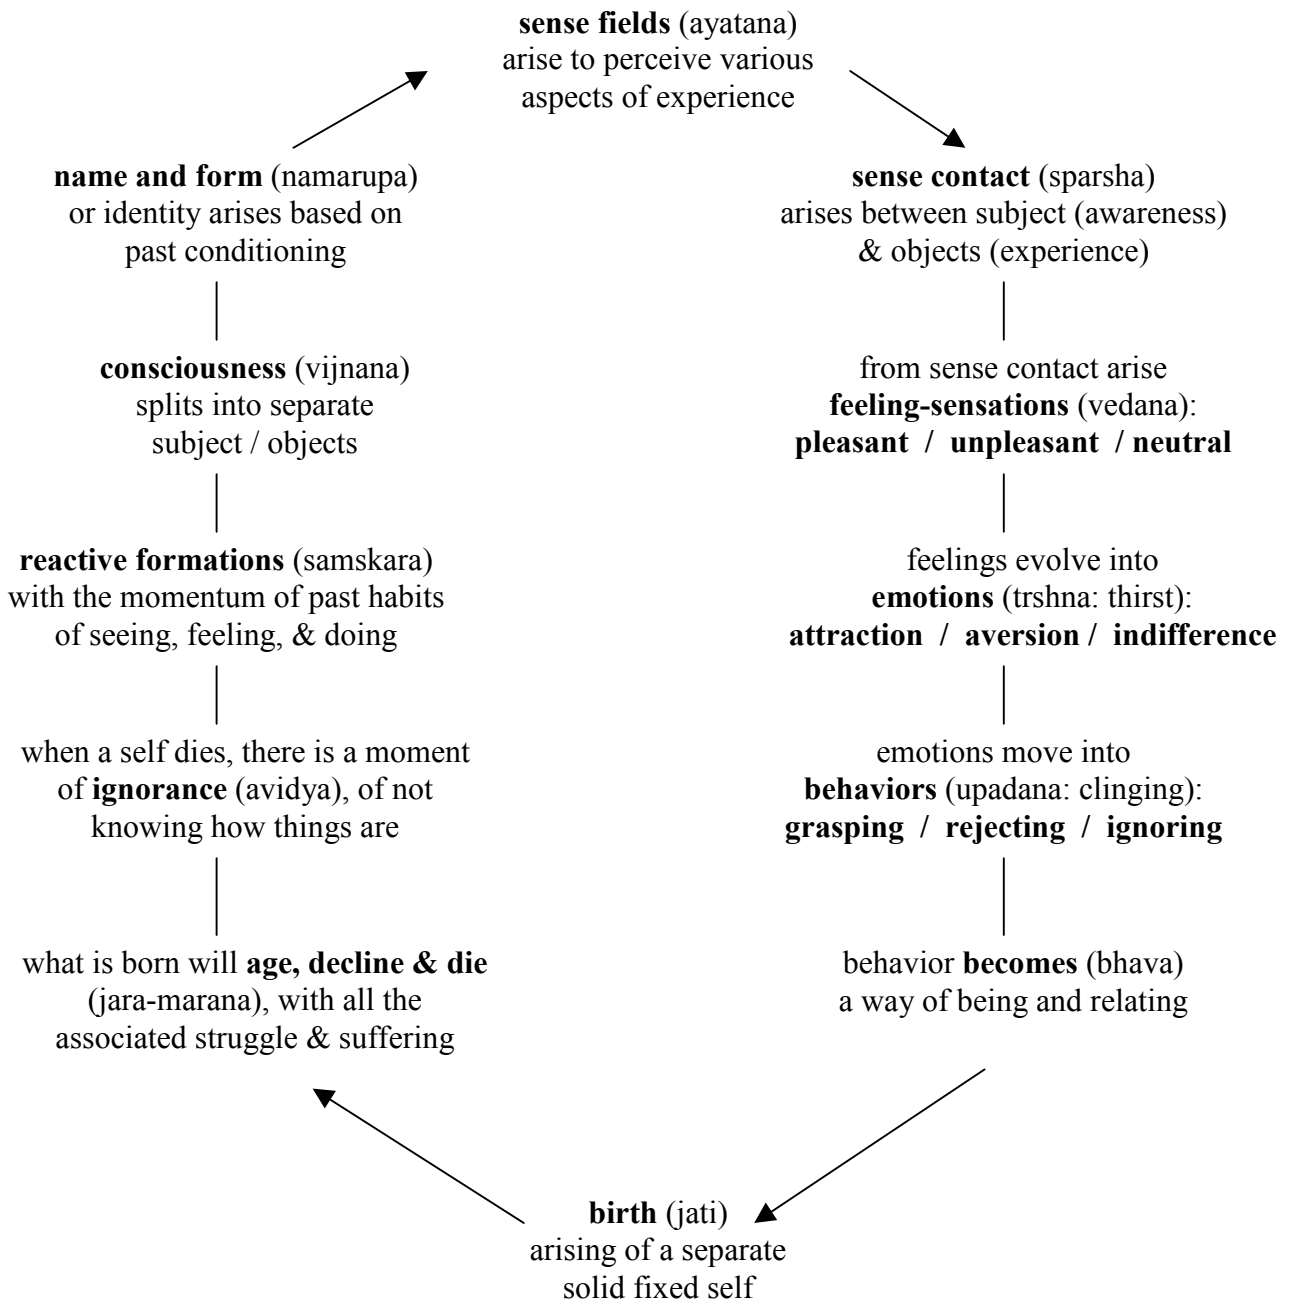 sense fields (ayatana)
arise to perceive various
aspects of experience
name and form (namarupa)
or identity arises based on
past conditioning
sense contact (sparsha)
arises between subject (awareness)
& objects (experience)
consciousness (vijnana)
splits into separate
subject / objects
from sense contact arise
feeling-sensations (vedana):
pleasant / unpleasant / neutral
reactive formations (samskara)
with the momentum of past habits
of seeing, feeling, & doing
feelings evolve into
emotions (trshna: thirst):
attraction / aversion / indifference
when a self dies, there is a moment
of ignorance (avidya), of not
knowing how things are
emotions move into
behaviors (upadana: clinging):
grasping / rejecting / ignoring
what is born will age, decline & die
(jara-marana), with all the
associated struggle & suffering
behavior becomes (bhava)
a way of being and relating
birth (jati)
arising of a separate
solid fixed self